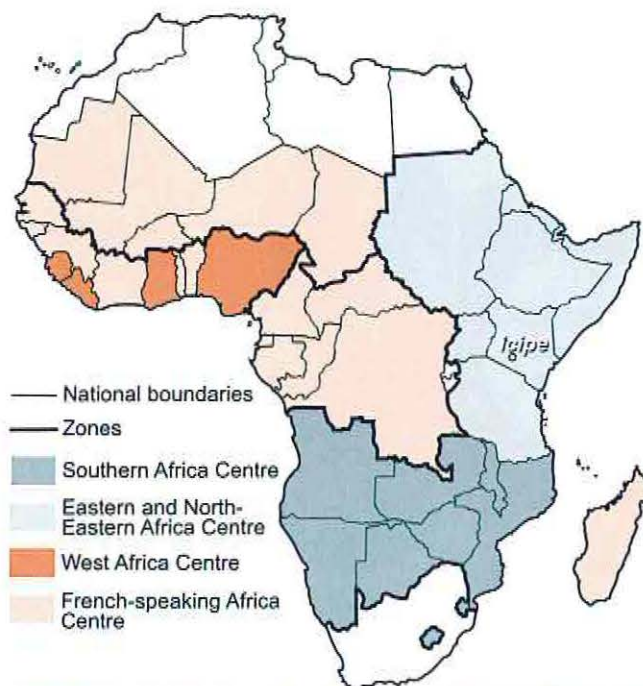 Icipe
National boundaries
Zones
Southern Africa Centre
Eastern and North-
Eastern Africa Centre
West Africa Centre
French-speaking Africa
Centre